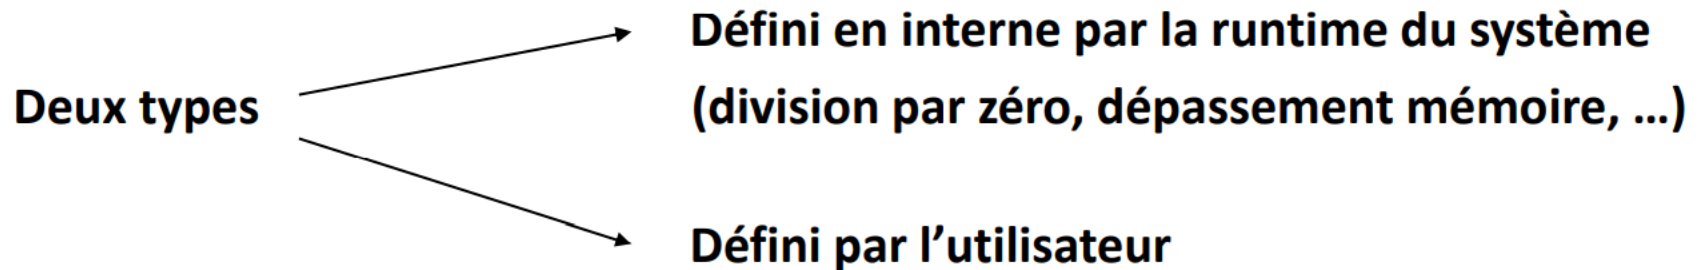 Défini en interne par la runtime du système
Deux types
(division par zéro, dépassement mémoire, …)
Défini par l’utilisateur